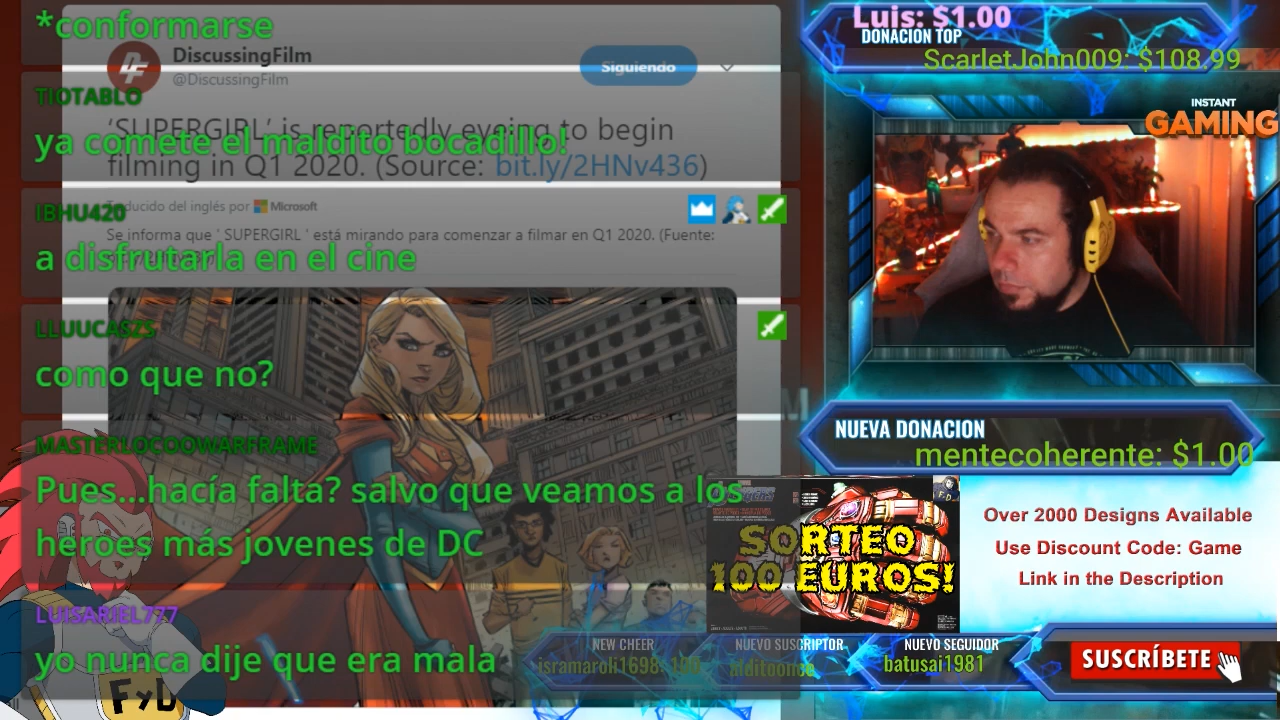 *conformarse
DiscussingFilm
@DiscussingFilm
Siguiendo
TIOTABLO
ya comete el maldito bocadillo!
'SUPERGIRL' is reportedly eyeing to begin
filming in Q1 2020. (Source: bit.ly/2HNv436)
IBHU420
Traducido del inglés por Microsoft
Se informa que ' SUPERGIRL ' está mirando para comenzar a filmar en Q1 2020. (Fuente:
a disfrutarla en el cine
LLUUCASZS
como que no?
MASTERLOCOOWARFRAME
Pues...hacía falta? salvo que veamos a los
heroes más jovenes de DC
LUISARIEL777
yo nunca dije que era mala
FyD
Luis: $1.00
DONACION TOP
ScarletJohn009: $108.99
INSTANT
GAMING
NUEVA DONACION
mentecoherente: $1.00
SORTEO
100 EUROS!
Over 2000 Designs Available
Use Discount Code: Game
Link in the Description
NEW CHEER
isramaroli1698: 100
NUEVO SUSCRIPTOR
alditoonce
NUEVO SEGUIDOR
batusai1981
SUSCRÍBETE